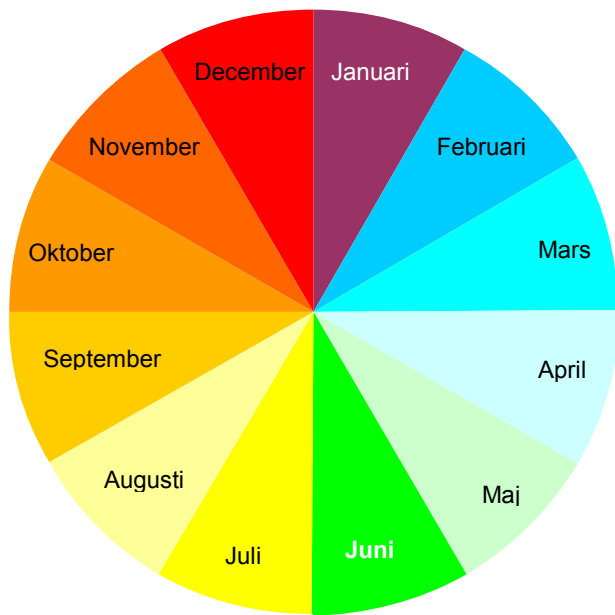 Januari
Februari
Mars
April
Maj
Juni
Juli
Augusti
September
Oktober
November
December